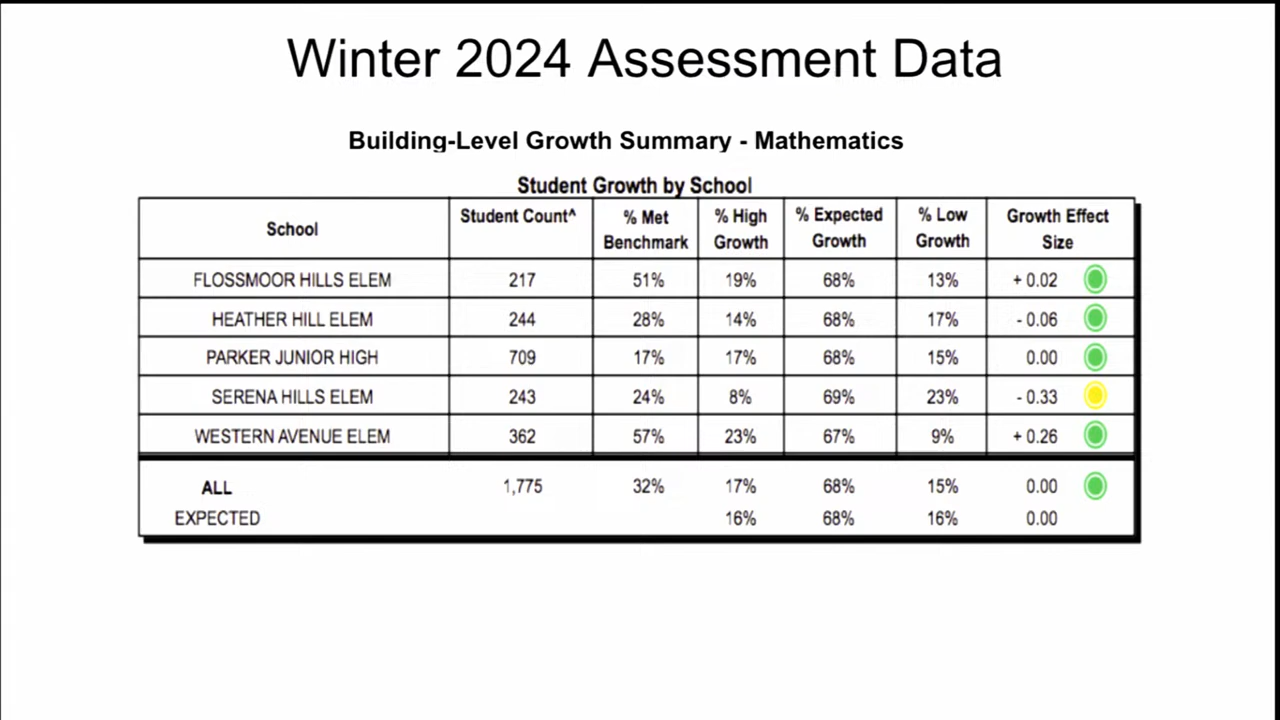 Winter 2024 Assessment Data
Building-Level Growth Summary - Mathematics
Student Growth by School
School Student Count^ % Met Benchmark % High Growth % Expected Growth % Low Growth Growth Effect Size
FLOSSMOOR HILLS ELEM 217 51% 19% 68% 13% + 0.02
HEATHER HILL ELEM 244 28% 14% 68% 17% - 0.06
PARKER JUNIOR HIGH 709 17% 17% 68% 15% 0.00
SERENA HILLS ELEM 243 24% 8% 69% 23% - 0.33
WESTERN AVENUE ELEM 362 57% 23% 67% 9% + 0.26
ALL 1,775 32% 17% 68% 15% 0.00
EXPECTED 16% 68% 16% 0.00